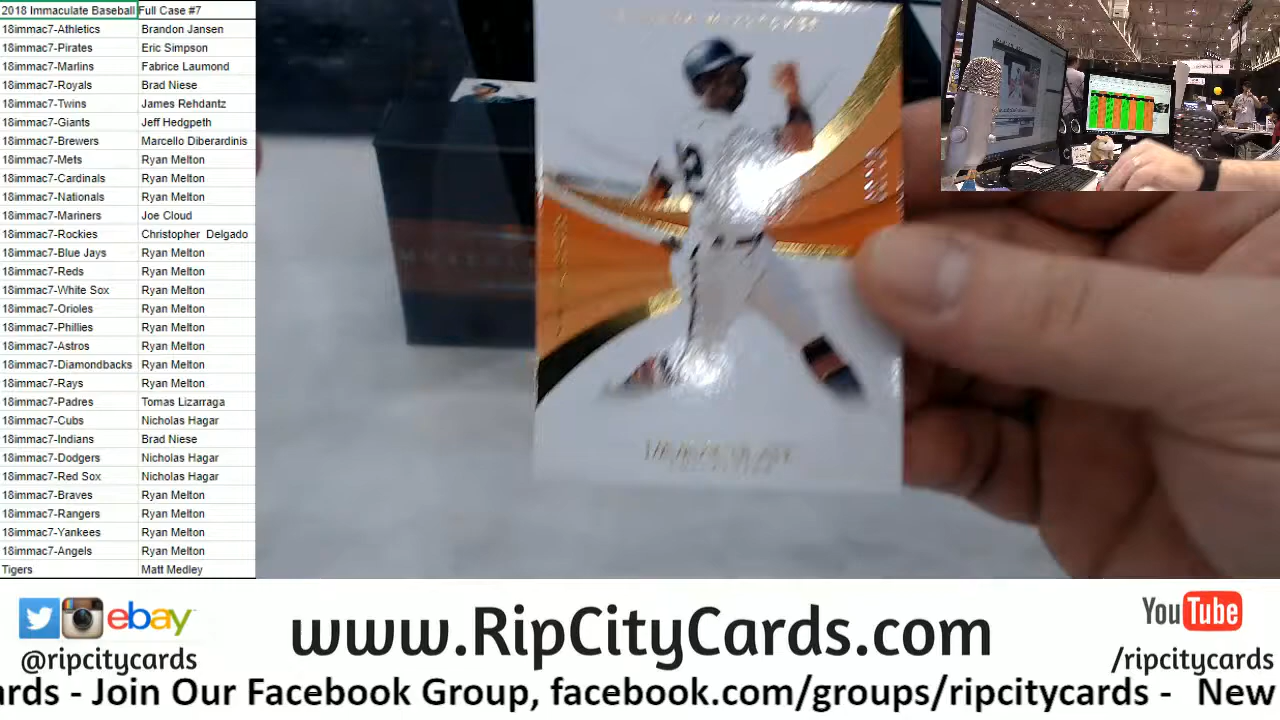 2018 Immaculate Baseball Full Case #7
18immac7-Athletics Brandon Jansen
18immac7-Pirates Eric Simpson
18immac7-Marlins Fabrice Laumond
18immac7-Royals Brad Niese
18immac7-Twins James Rehdantz
18immac7-Giants Jeff Hedgpeth
18immac7-Brewers Marcello Diberardinis
18immac7-Mets Ryan Melton
18immac7-Cardinals Ryan Melton
18immac7-Nationals Ryan Melton
18immac7-Mariners Joe Cloud
18immac7-Rockies Christopher Delgado
18immac7-Blue Jays Ryan Melton
18immac7-Reds Ryan Melton
18immac7-White Sox Ryan Melton
18immac7-Orioles Ryan Melton
18immac7-Phillies Ryan Melton
18immac7-Astros Ryan Melton
18immac7-Diamondbacks Ryan Melton
18immac7-Rays Ryan Melton
18immac7-Padres Tomas Lizarraga
18immac7-Cubs Nicholas Hagar
18immac7-Indians Brad Niese
18immac7-Dodgers Nicholas Hagar
18immac7-Red Sox Nicholas Hagar
18immac7-Braves Ryan Melton
18immac7-Rangers Ryan Melton
18immac7-Yankees Ryan Melton
18immac7-Angels Ryan Melton
Tigers Matt Medley
IMMACULATE
ebay
@ripcitycards
www.RipCityCards.com
YouTube
/ripcitycards
ards - Join Our Facebook Group, facebook.com/groups/ripcitycards - New